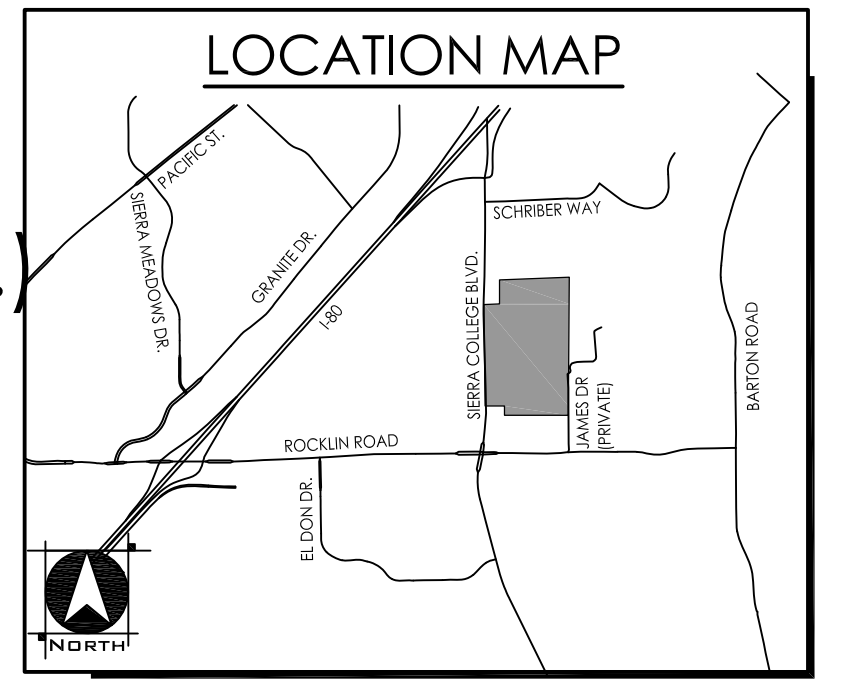 LOCATION MAP
PACIFIC ST.
SIERRA MEADOWS DR.
GRANITE DR.
I-80
SCHRIBER WAY
SIERRA COLLEGE BLVD.
BARTON ROAD
JAMES DR
(PRIVATE)
ROCKLIN ROAD
EL DON DR.
NORTH